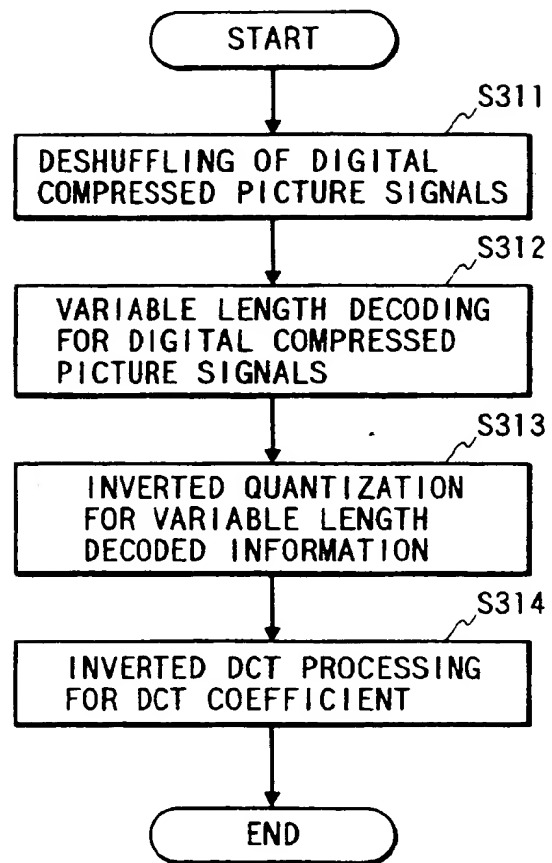 START
S311
DESHUFFLING OF DIGITAL
COMPRESSED PICTURE SIGNALS
S312
VARIABLE LENGTH DECODING
FOR DIGITAL COMPRESSED
PICTURE SIGNALS
S313
INVERTED QUANTIZATION
FOR VARIABLE LENGTH
DECODED INFORMATION
S314
INVERTED DCT PROCESSING
FOR DCT COEFFICIENT
END